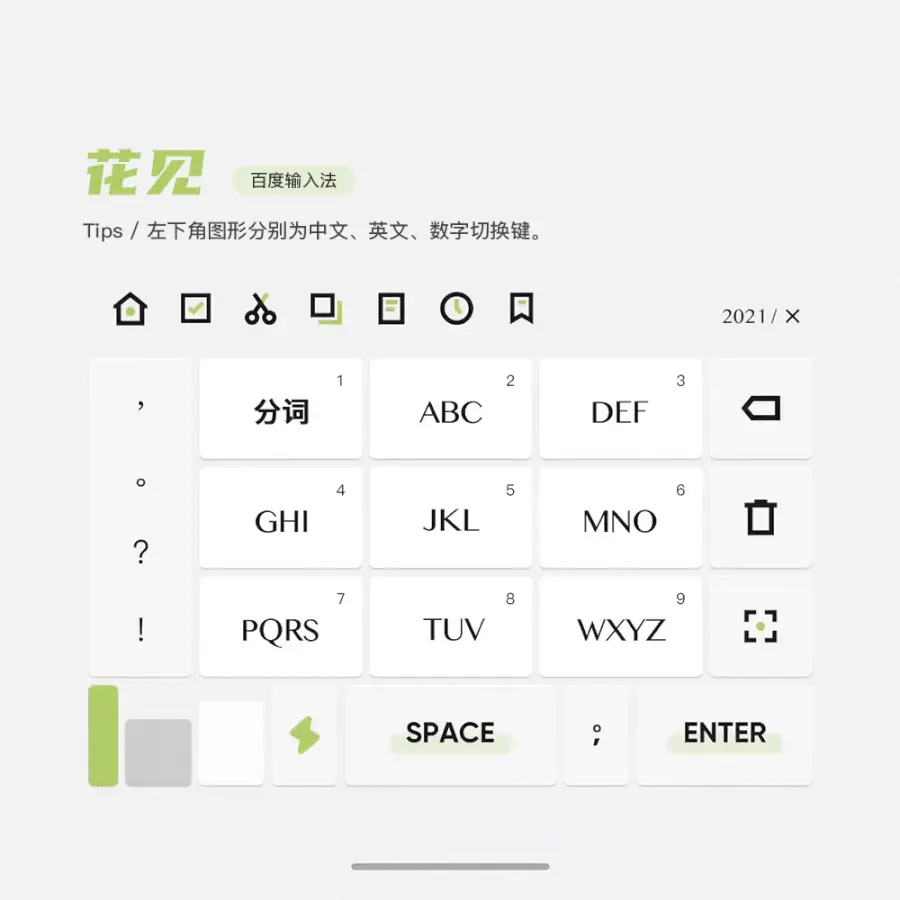 花见 百度输入法
Tips / 左下角图形分别为中文、英文、数字切换键。
2021/ ×
,
。
?
!
分词 1
ABC 2
DEF 3
GHI 4
JKL 5
MNO 6
PQRS 7
TUV 8
WXYZ 9
SPACE
;
ENTER